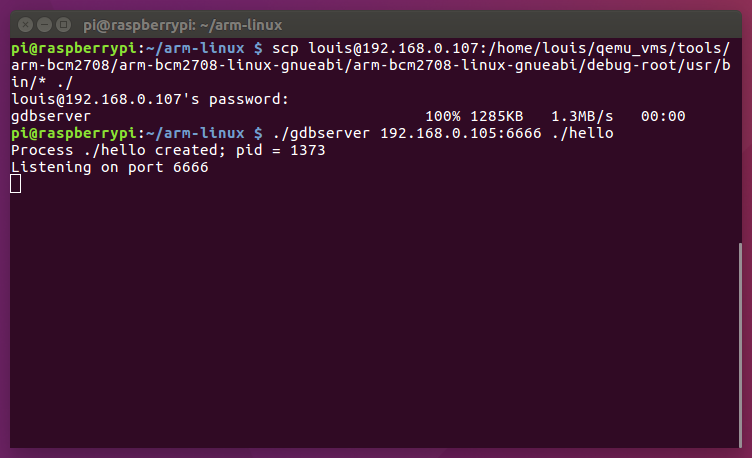 pi@raspberrypi: ~/arm-linux
pi@raspberrypi:~/arm-linux $ scp louis@192.168.0.107:/home/louis/qemu_vms/tools/
arm-bcm2708/arm-bcm2708-linux-gnueabi/arm-bcm2708-linux-gnueabi/debug-root/usr/b
in/* ./
louis@192.168.0.107's password:
gdbserver 100% 1285KB 1.3MB/s 00:00
pi@raspberrypi:~/arm-linux $ ./gdbserver 192.168.0.105:6666 ./hello
Process ./hello created; pid = 1373
Listening on port 6666